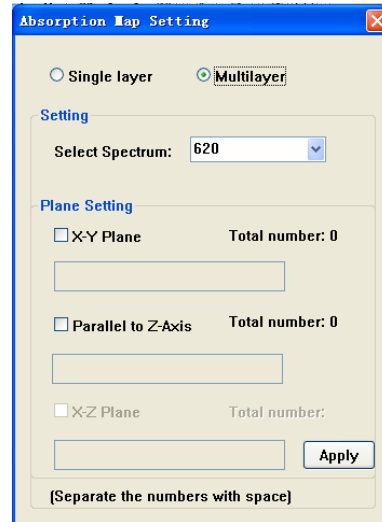 Absorption Map Setting
Single layer Multilayer
Setting
Select Spectrum: 620
Plane Setting
X-Y Plane Total number: 0
Parallel to Z-Axis Total number: 0
X-Z Plane Total number:
Apply
(Separate the numbers with space)